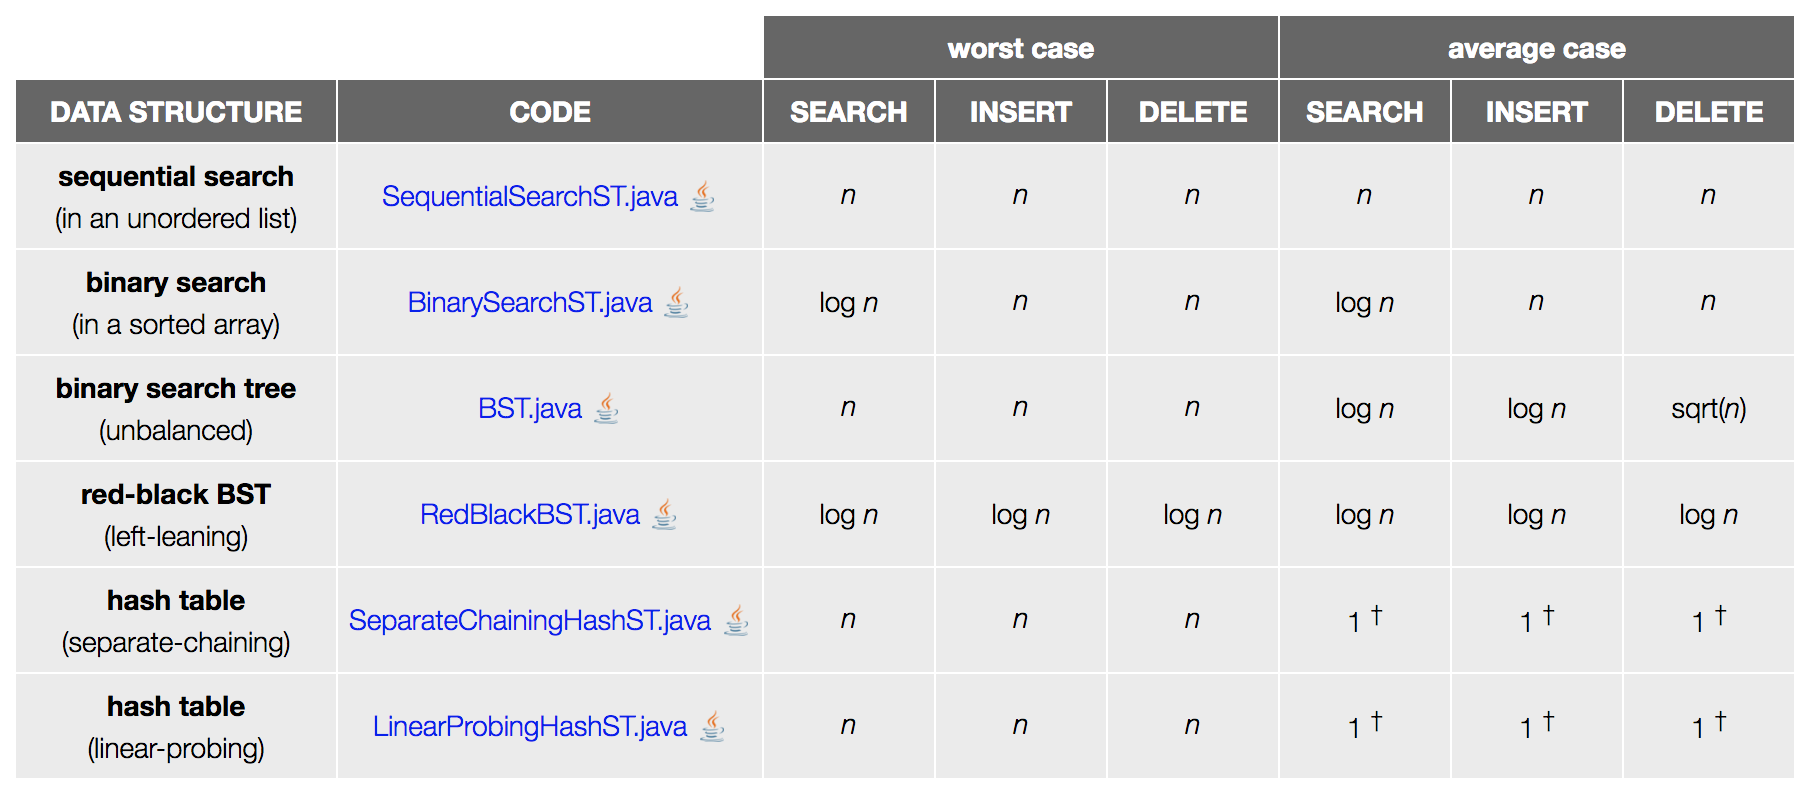 worst case average case
DATA STRUCTURE CODE SEARCH INSERT DELETE SEARCH INSERT DELETE
sequential search
(in an unordered list) SequentialSearchST.java n n n n n n
binary search
(in a sorted array) BinarySearchST.java log n n n log n n n
binary search tree
(unbalanced) BST.java n n n log n log n sqrt(n)
red-black BST
(left-leaning) RedBlackBST.java log n log n log n log n log n log n
hash table
(separate-chaining) SeparateChainingHashST.java n n n 1 † 1 † 1 †
hash table
(linear-probing) LinearProbingHashST.java n n n 1 † 1 † 1 †